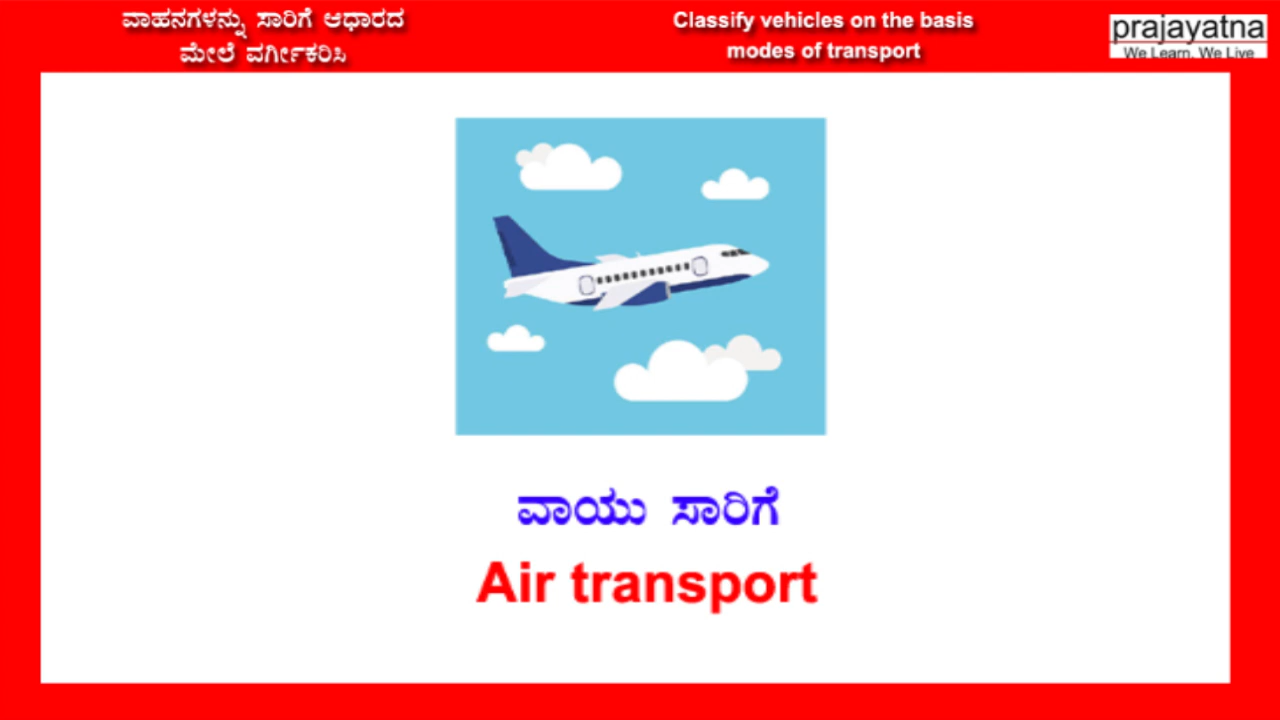 ವಾಹನಗಳನ್ನು ಸಾರಿಗೆ ಆಧಾರದ
ಮೇಲೆ ವರ್ಗೀಕರಿಸಿ
Classify vehicles on the basis
modes of transport
prajayatna
We Learn, We Live
ವಾಯು ಸಾರಿಗೆ
Air transport